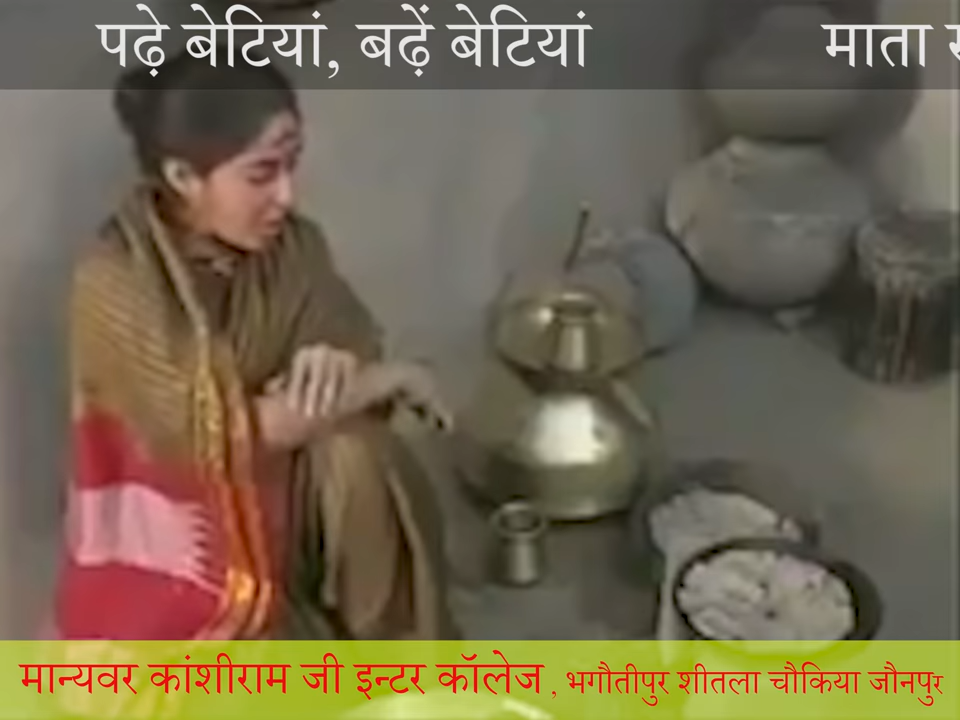 पढ़े बेटियां, बढ़ें बेटियां माता
मान्यवर कांशीराम जी इन्टर कॉलेज, भगौतीपुर शीतला चौकिया जौनपुर